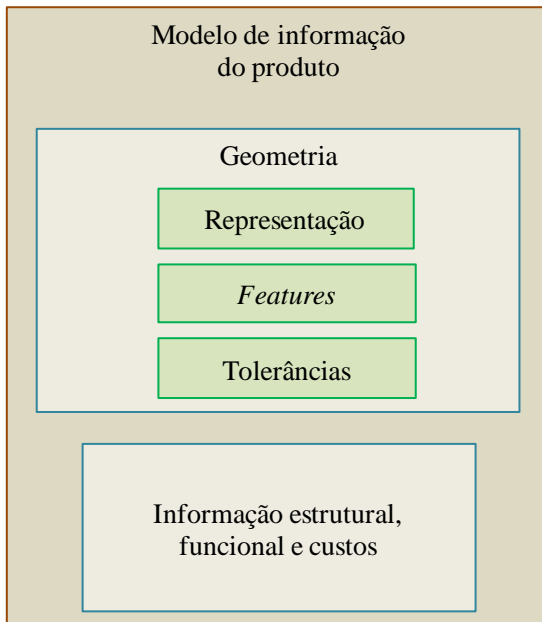 Modelo de informação
do produto
Geometria
Representação
Features
Tolerâncias
Informação estrutural,
funcional e custos